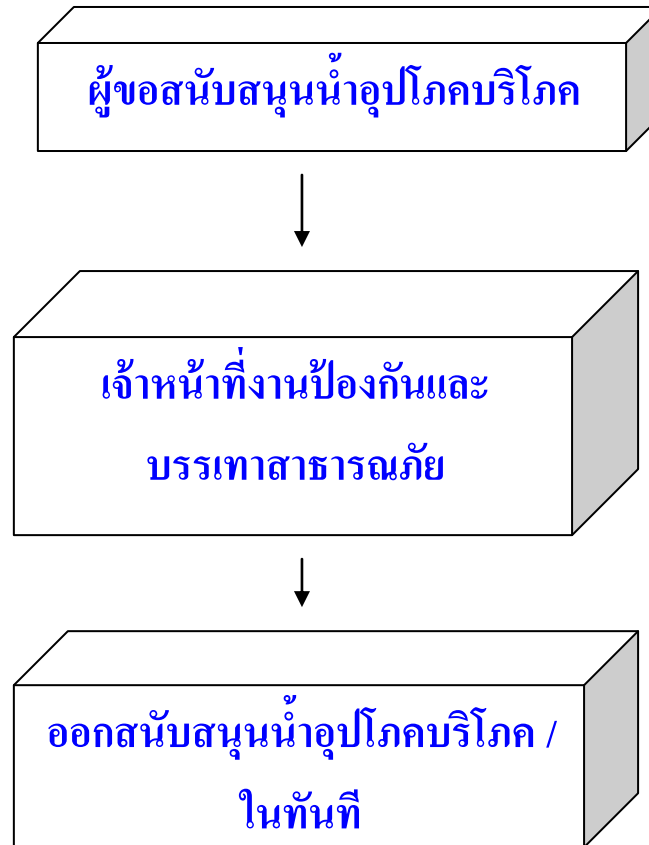 ผู้ขอสนับสนุนน้ำอุปโภคบริโภค
เจ้าหน้าที่งานป้องกันและ
บรรเทาสาธารณภัย
ออกสนับสนุนน้ำอุปโภคบริโภค /
ในทันที